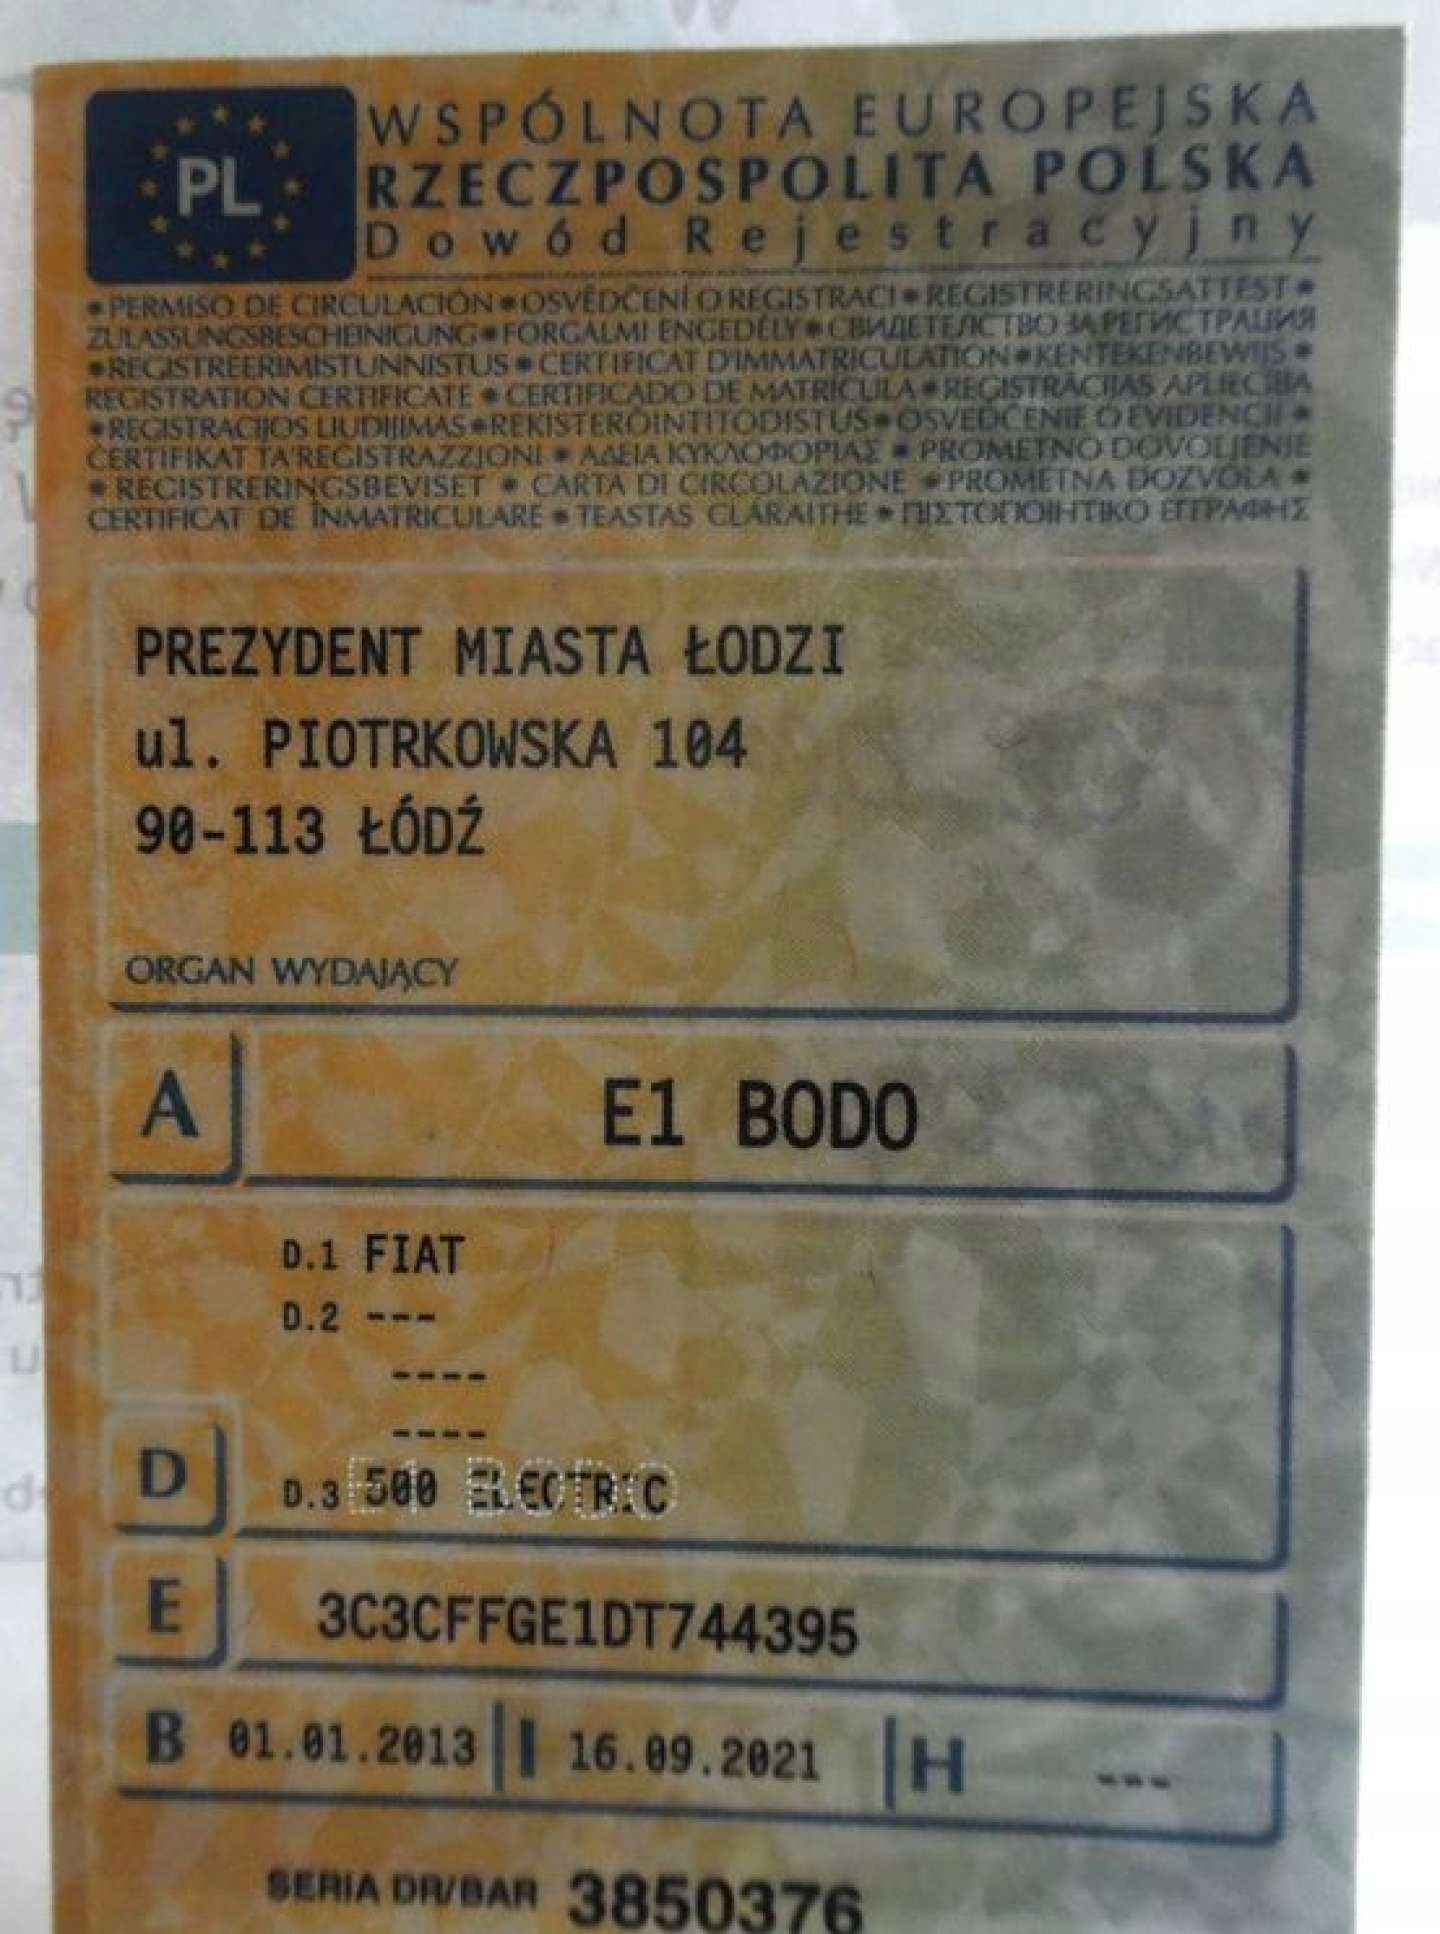 PL
WSPÓLNOTA EUROPEJSKA
RZECZPOSPOLITA POLSKA
Dowód Rejestracyjny
•PERMISO DE CIRCULACIÓN•OSVĚDČENÍ O REGISTRACI•REGISTRERINGSATTEST•
ZULASSUNGSBESCHEINIGUNG•FORGALMI ENGEDÉLY•СВИДЕТЕЛСТВО ЗА РЕГИСТРАЦИЯ
•REGISTREERIMISTUNNISTUS•CERTIFICAT D'IMMATRICULATION•KENTEKENBEWIJS•
REGISTRATION CERTIFICATE•CERTIFICADO DE MATRÍCULA•REGISTRĀCIJAS APLIECĪBA
•REGISTRACIJOS LIUDIJIMAS•REKISTERÖINTITODISTUS•OSVEDČENIE O EVIDENCII•
ĊERTIFIKAT TA'REĠISTRAZZJONI•ΑΔΕΙΑ ΚΥΚΛΟΦΟΡΙΑΣ•PROMETNO DOVOLJENJE
•REGISTRERINGSBEVISET•CARTA DI CIRCOLAZIONE•PROMETNA DOZVOLA•
CERTIFICAT DE ÎNMATRICULARE•TEASTAS CLÁRAITHE•ΠΙΣΤΟΠΟΙΗΤΙΚΟ ΕΓΓΡΑΦΗΣ
PREZYDENT MIASTA ŁODZI
ul. PIOTRKOWSKA 104
90-113 ŁÓDŹ
ORGAN WYDAJĄCY
A E1 BODO
D.1 FIAT
D.2 ---
----
----
D D.3 500 ELECTRIC
E1 BODO
E 3C3CFFGE1DT744395
B 01.01.2013 I 16.09.2021 H ---
SERIA DR/BAR 3850376